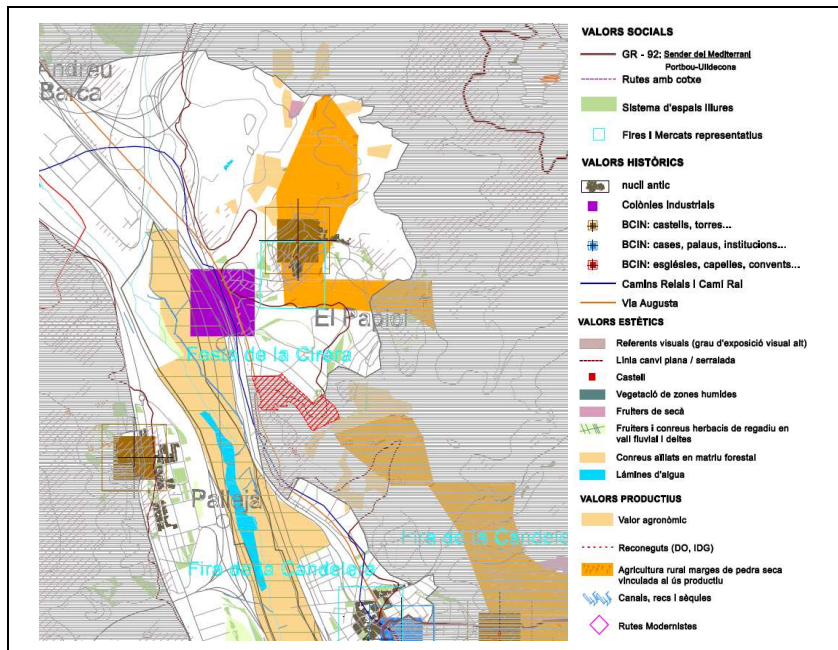 Andreu
Barca
El Papiol
Festa de la Cirera
Pallejà
Fira de la Candelera
Fira de la Candele
VALORS SOCIALS
GR - 92: Sender del Mediterrani
Portbou-Ulldecona
Rutes amb cotxe
Sistema d'espais lliures
Fires i Mercats representatius
VALORS HISTÒRICS
nucli antic
Colònies Industrials
BCIN: castells, torres...
BCIN: cases, palaus, institucions...
BCIN: esglésies, capelles, convents...
Camins Reials i Camí Ral
Via Augusta
VALORS ESTÈTICS
Referents visuals (grau d'exposició visual alt)
Línia canvi plana / serralada
Castell
Vegetació de zones humides
Fruiters de secà
Fruiters i conreus herbacis de regadiu en
vall fluvial i deltes
Conreus aïllats en matriu forestal
Làmines d'aigua
VALORS PRODUCTIUS
Valor agronòmic
Reconeguts (DO, IDG)
Agricultura rural marges de pedra seca
vinculada al ús productiu
Canals, recs i sèquies
Rutes Modernistes